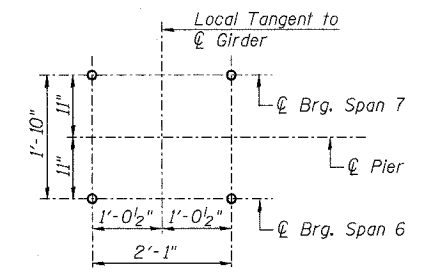 Local Tangent to
℄ Girder
1'-10"
11"
11"
℄ Brg. Span 7
℄ Pier
1'-0½"
1'-0½"
℄ Brg. Span 6
2'-1"